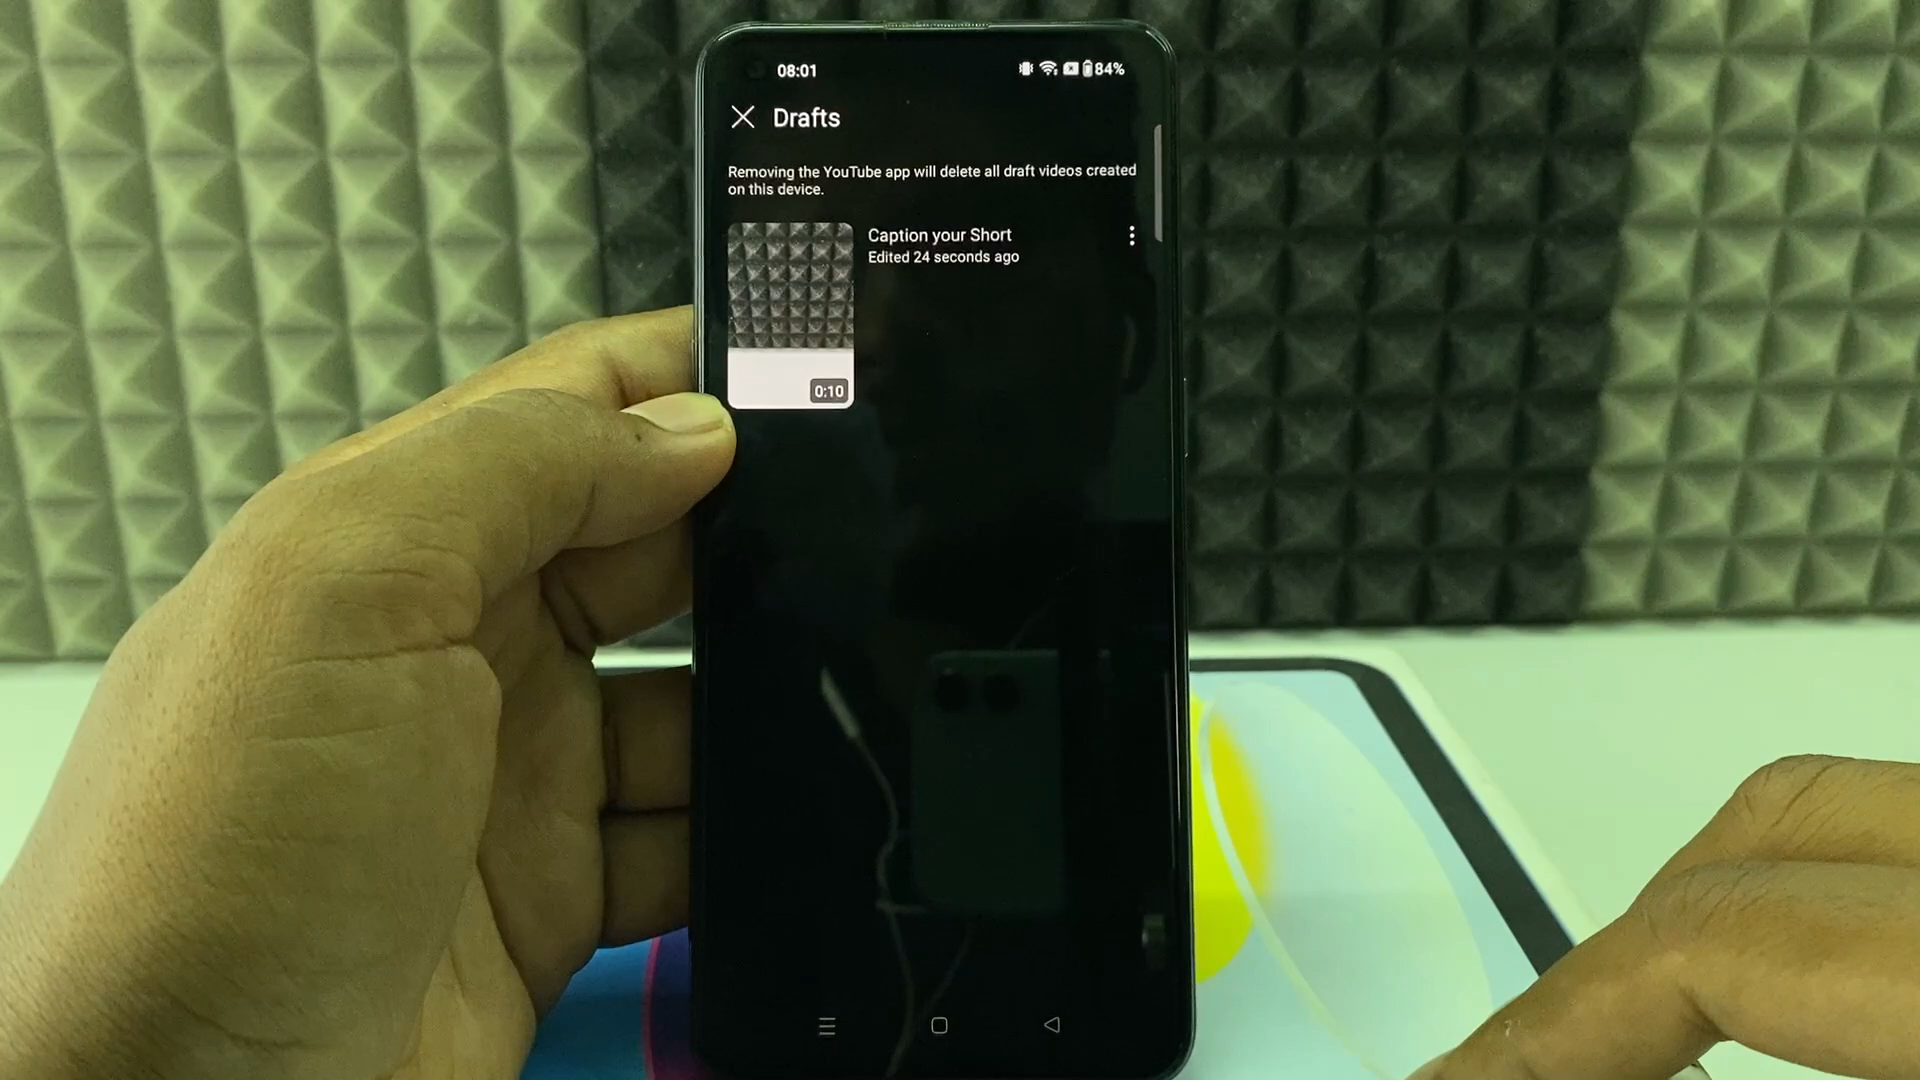 08:01
84%
Drafts
Removing the YouTube app will delete all draft videos created
on this device.
Caption your Short
Edited 24 seconds ago
0:10